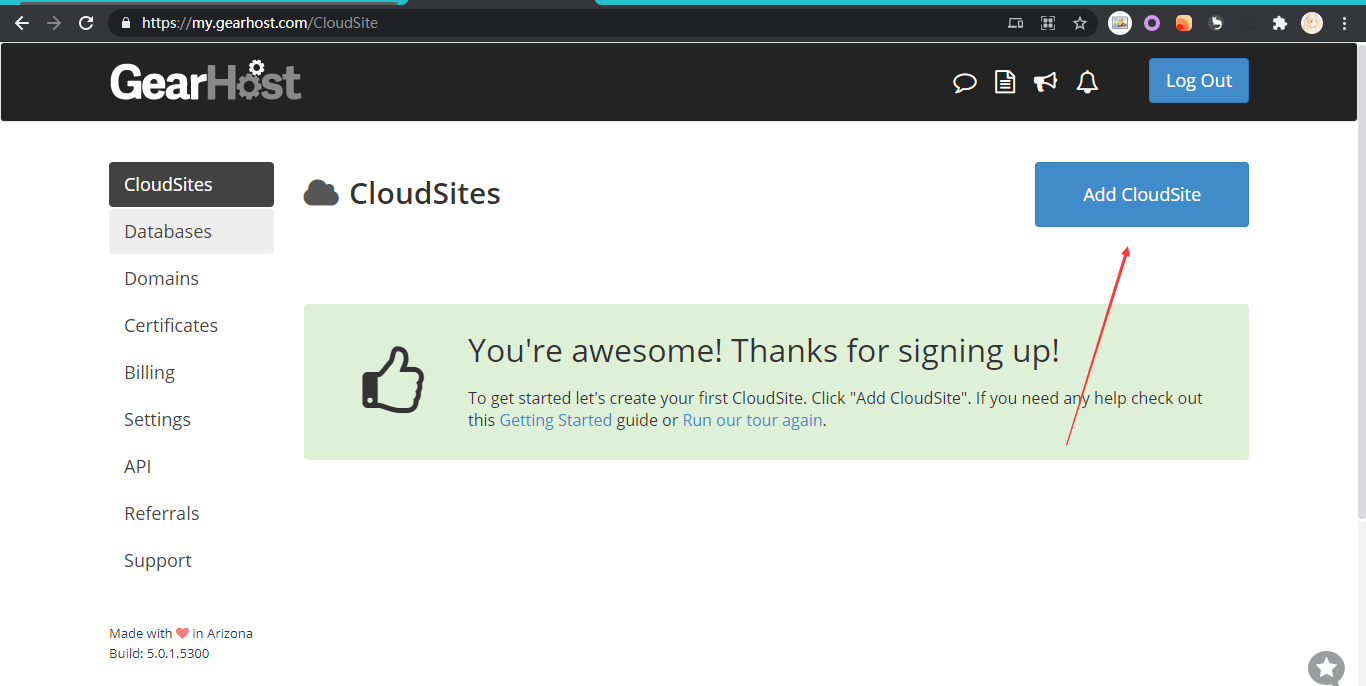 https://my.gearhost.com/CloudSite
GearHost
Log Out
CloudSites
Databases
Domains
Certificates
Billing
Settings
API
Referrals
Support
Made with in Arizona
Build: 5.0.1.5300
CloudSites
Add CloudSite
You're awesome! Thanks for signing up!
To get started let's create your first CloudSite. Click "Add CloudSite". If you need any help check out
this Getting Started guide or Run our tour again.